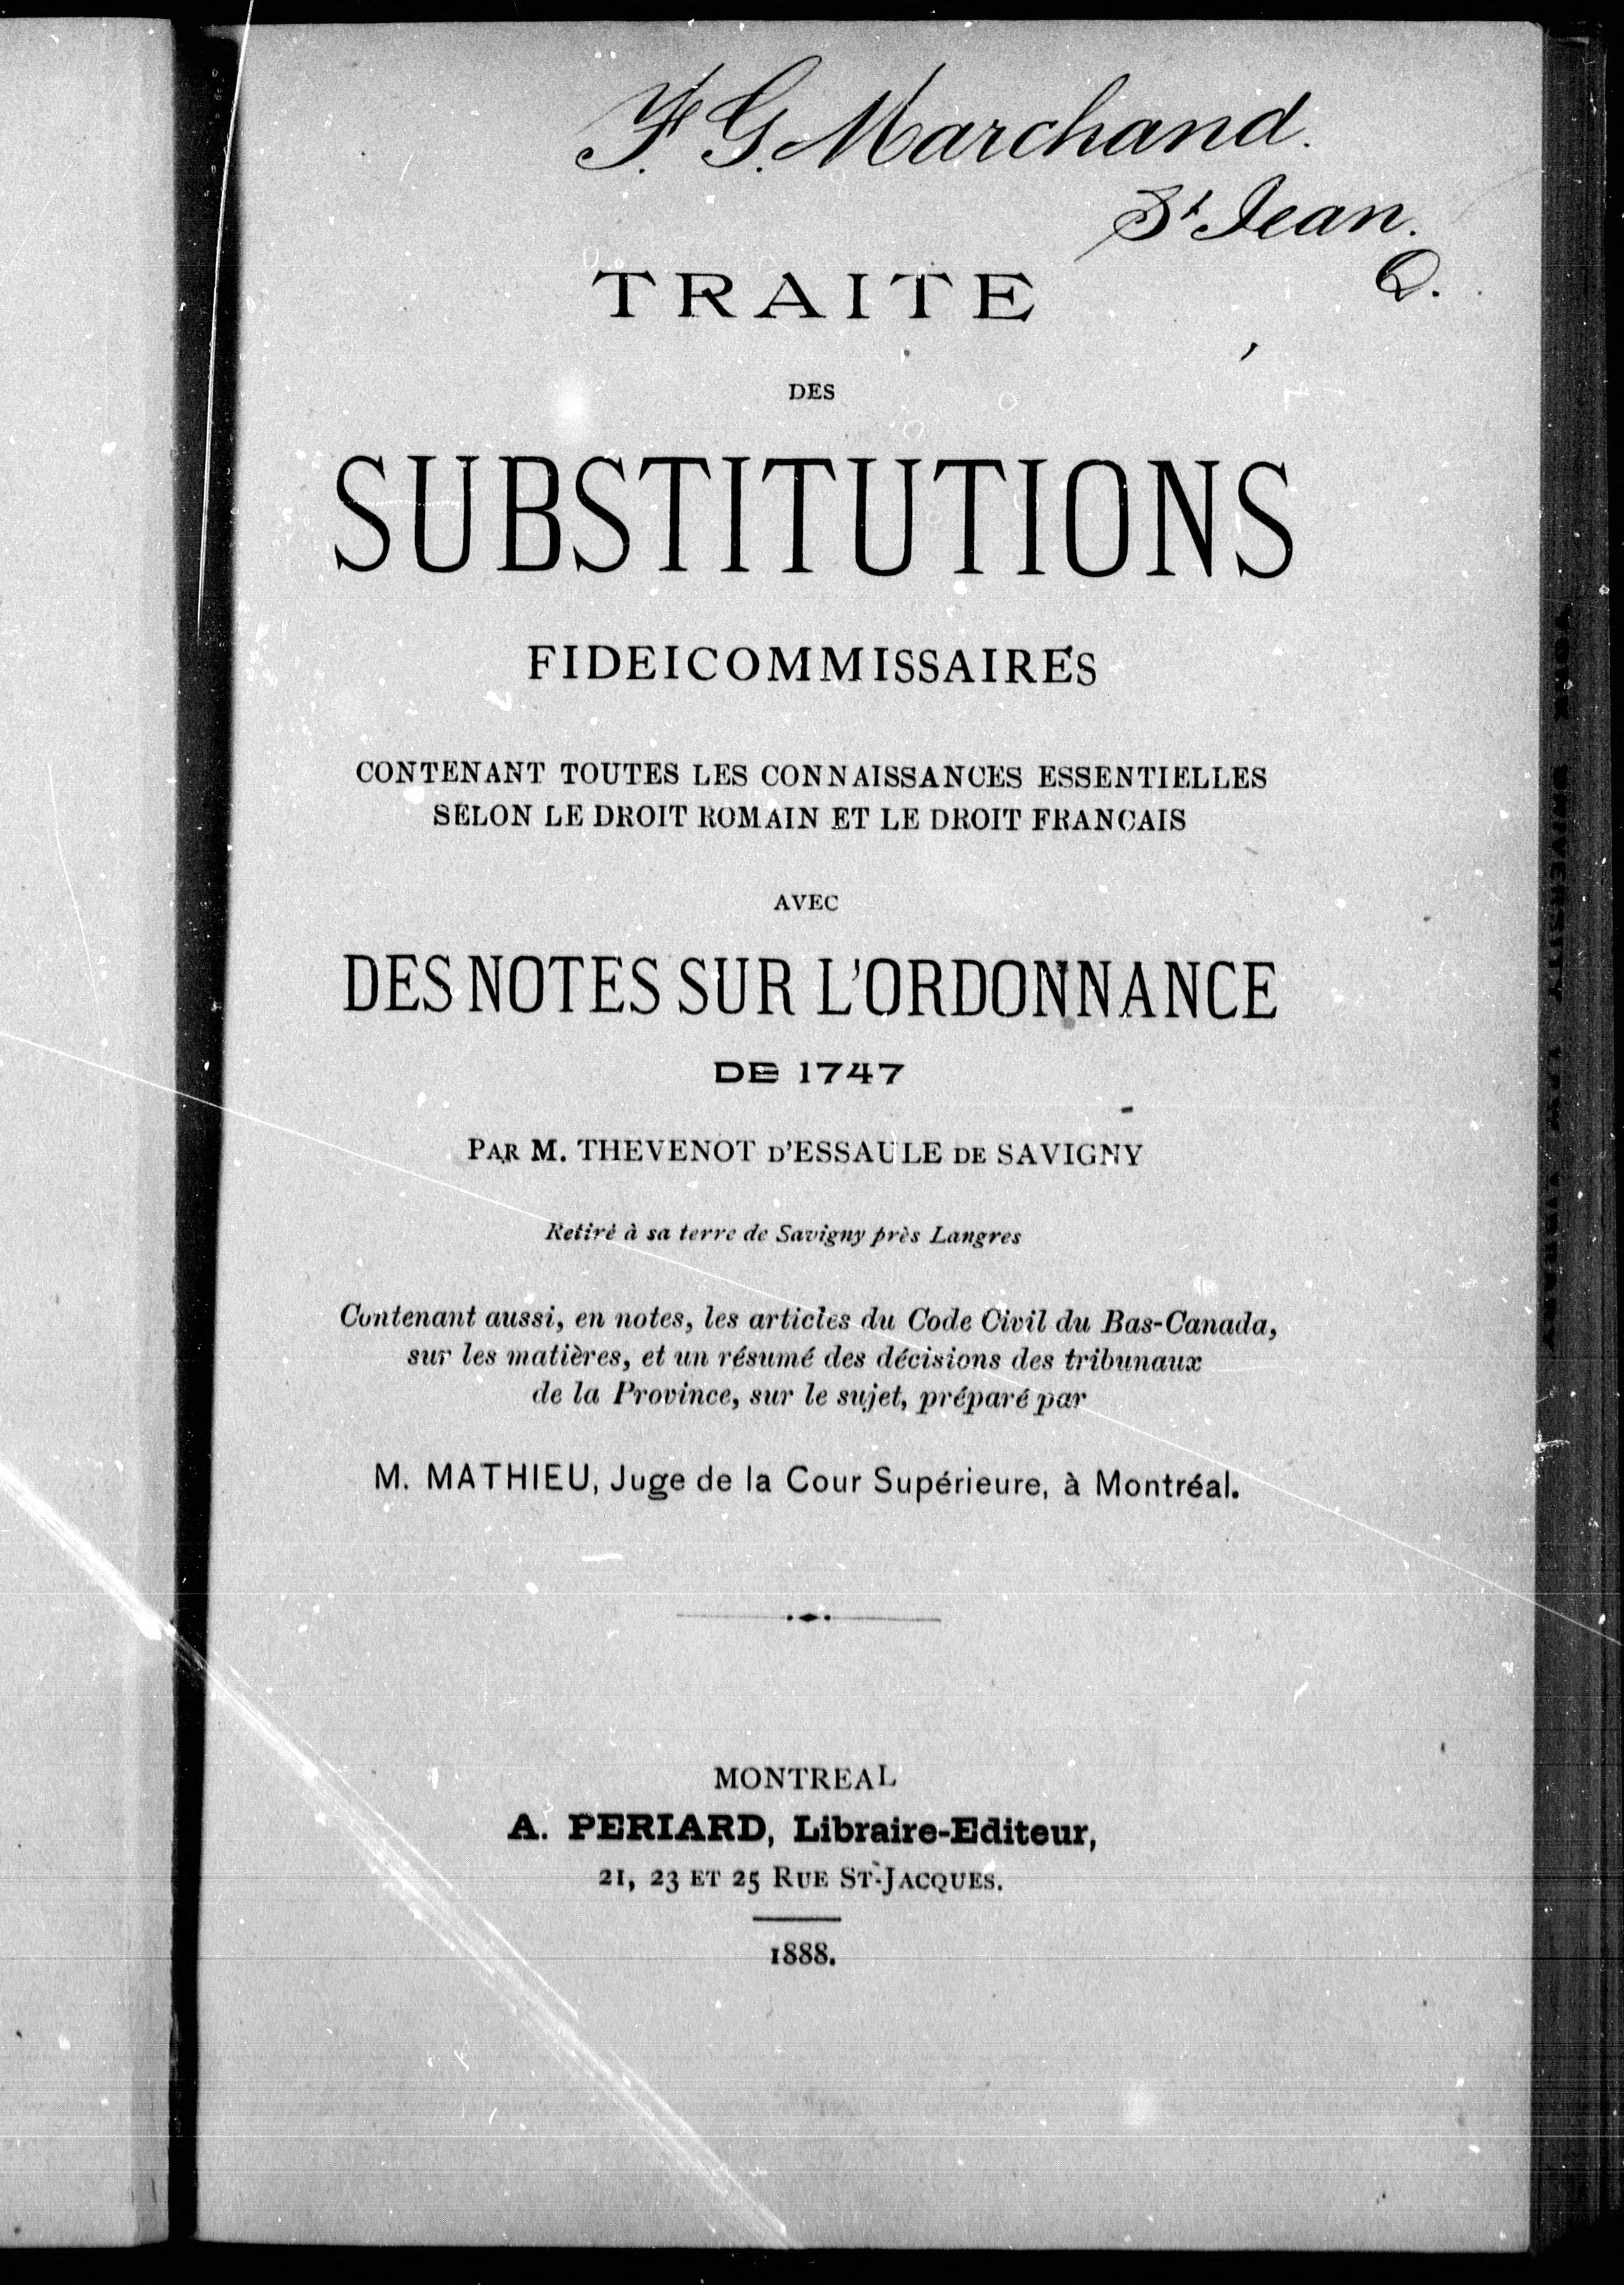 F. G. Marchand.
St Jean.
Q.
TRAITE
DES
SUBSTITUTIONS
FIDEICOMMISSAIRES
CONTENANT TOUTES LES CONNAISSANCES ESSENTIELLES
SELON LE DROIT ROMAIN ET LE DROIT FRANCAIS
AVEC
DES NOTES SUR L'ORDONNANCE
DE 1747
PAR M. THEVENOT D'ESSAULE DE SAVIGNY
Retiré à sa terre de Savigny près Langres
Contenant aussi, en notes, les articles du Code Civil du Bas-Canada,
sur les matières, et un résumé des décisions des tribunaux
de la Province, sur le sujet, préparé par
M. MATHIEU, Juge de la Cour Supérieure, à Montréal.
MONTREAL
A. PERIARD, Libraire-Editeur,
21, 23 ET 25 RUE ST-JACQUES.
1888.
YORK UNIVERSITY LAW LIBRARY